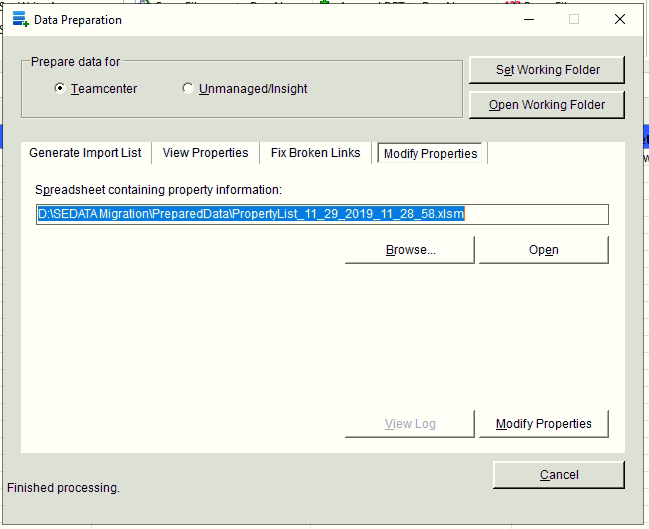 Data Preparation
Prepare data for
Teamcenter
Unmanaged/Insight
Set Working Folder
Open Working Folder
Generate Import List
View Properties
Fix Broken Links
Modify Properties
Spreadsheet containing property information:
D:\SEDATA Migration\PreparedData\PropertyList_11_29_2019_11_28_58.xlsm
Browse...
Open
View Log
Modify Properties
Cancel
Finished processing.